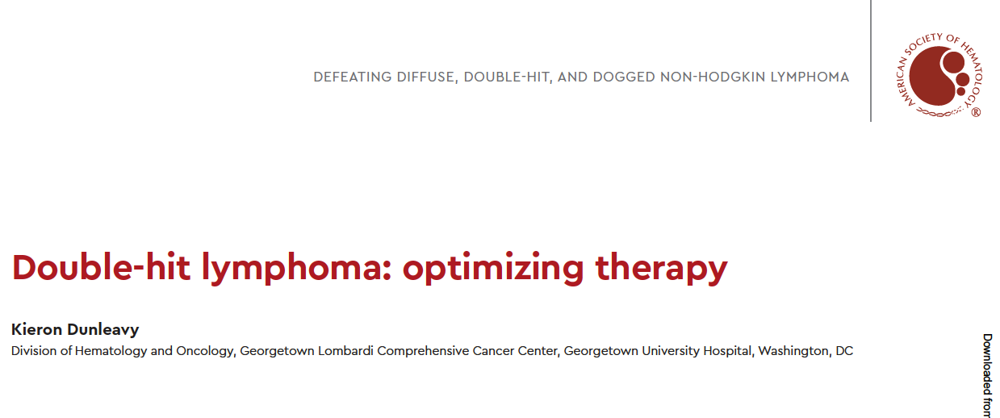 DEFEATING DIFFUSE, DOUBLE-HIT, AND DOGGED NON-HODGKIN LYMPHOMA
AMERICAN SOCIETY OF HEMATOLOGY
®
Double-hit lymphoma: optimizing therapy
Kieron Dunleavy
Division of Hematology and Oncology, Georgetown Lombardi Comprehensive Cancer Center, Georgetown University Hospital, Washington, DC
Downloaded from